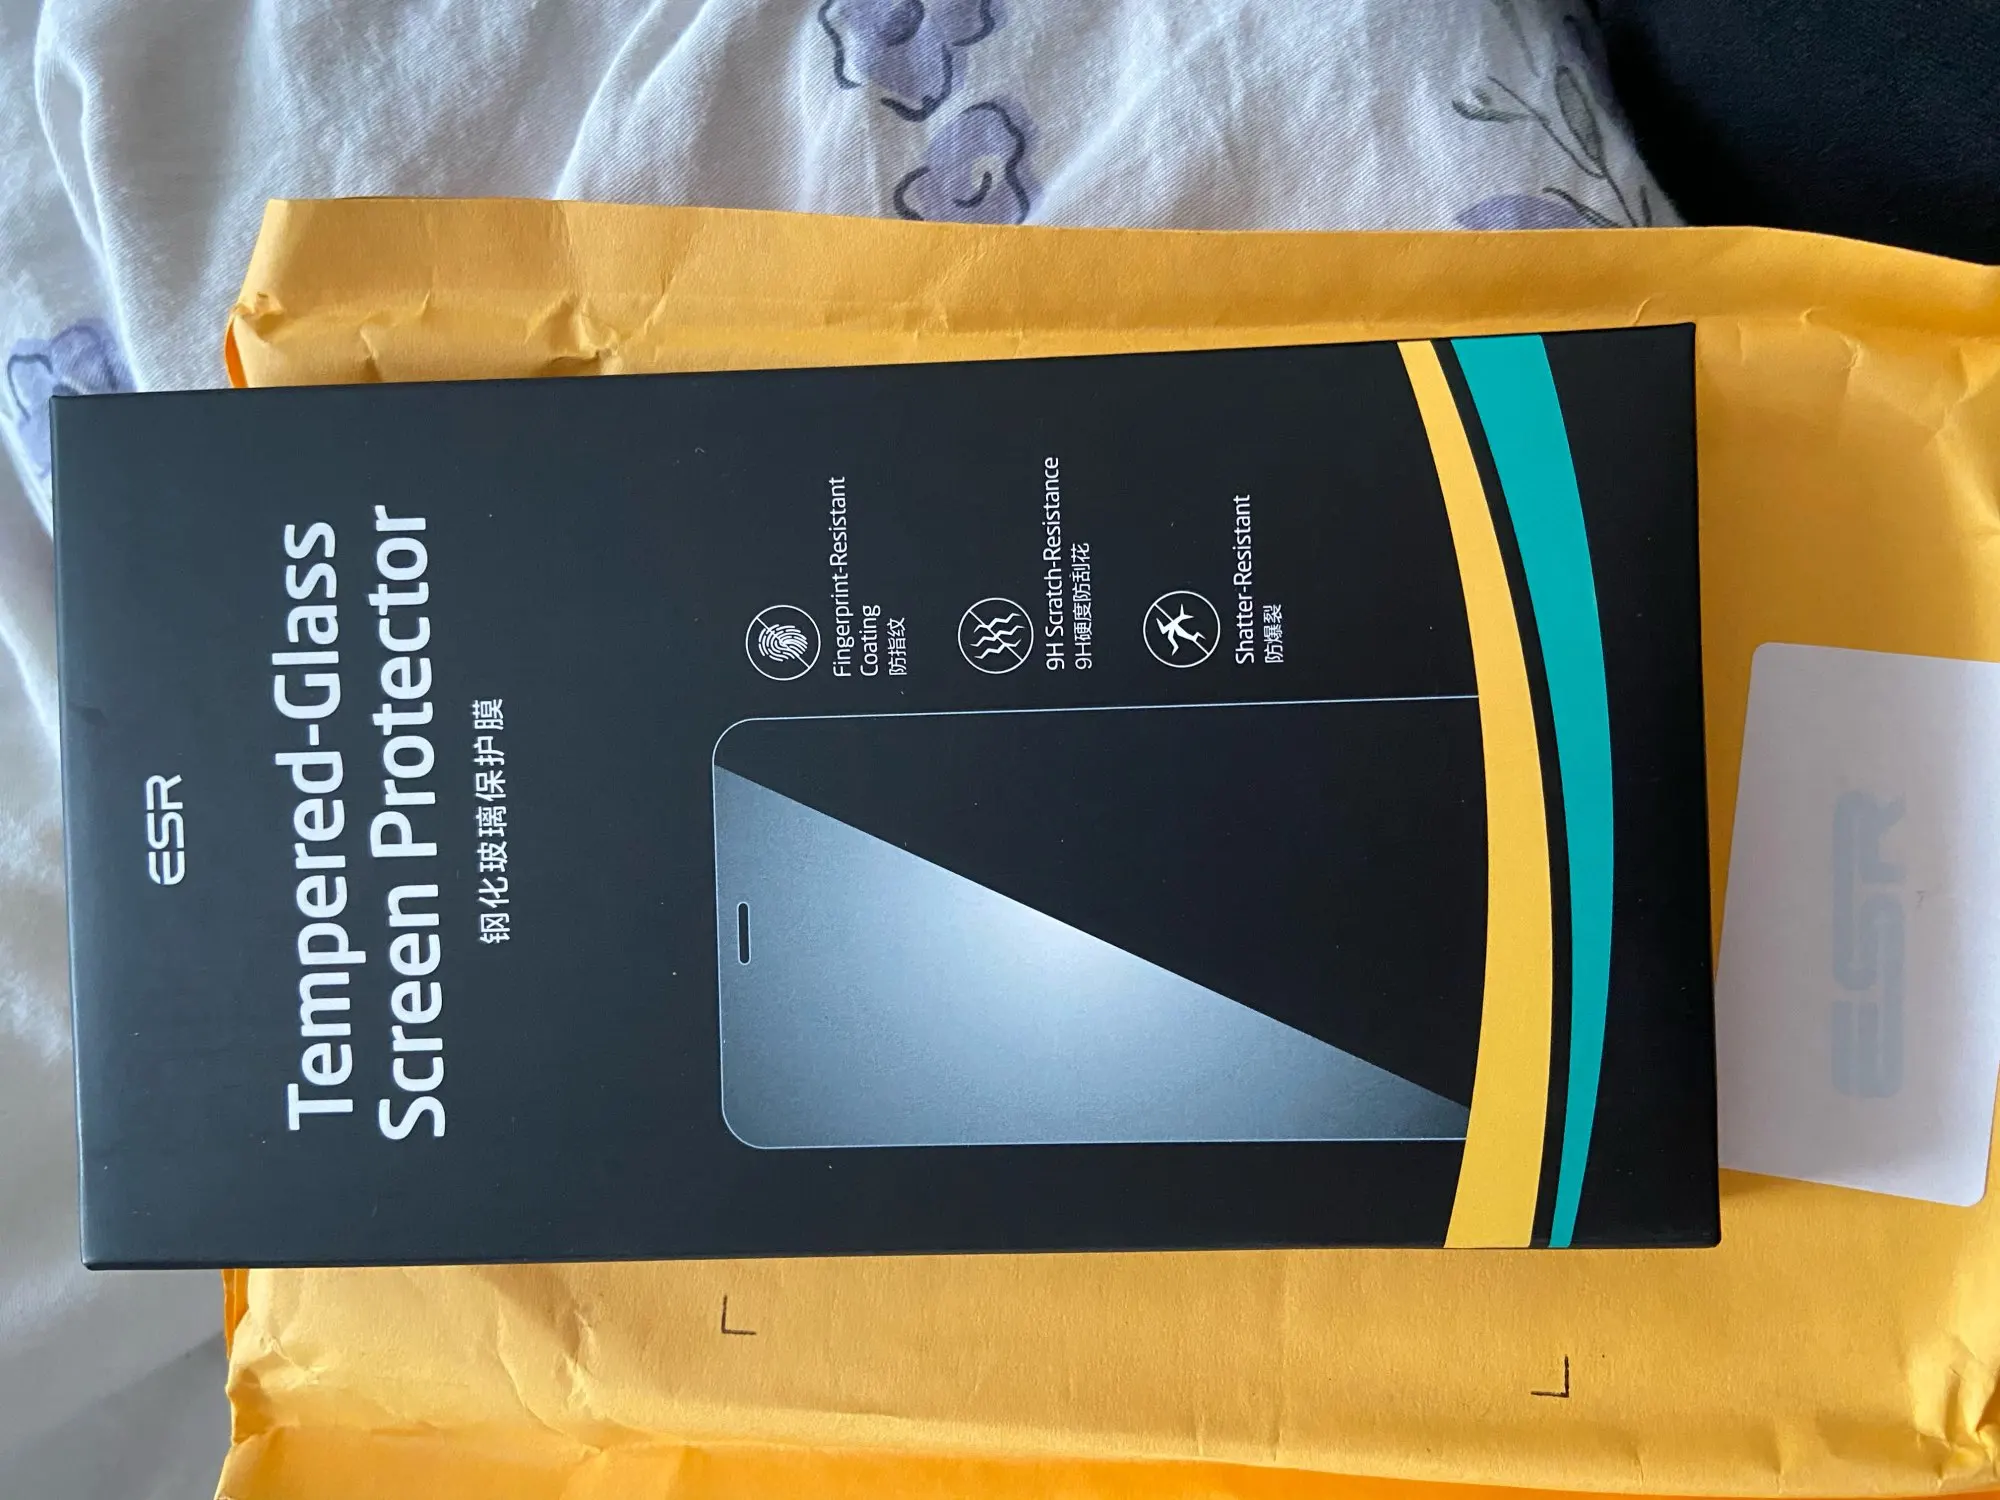 ESR
Tempered-Glass
Screen Protector
钢化玻璃保护膜
Fingerprint-Resistant
Coating
防指纹
9H Scratch-Resistance
9H硬度防刮花
Shatter-Resistant
防爆裂
ESR